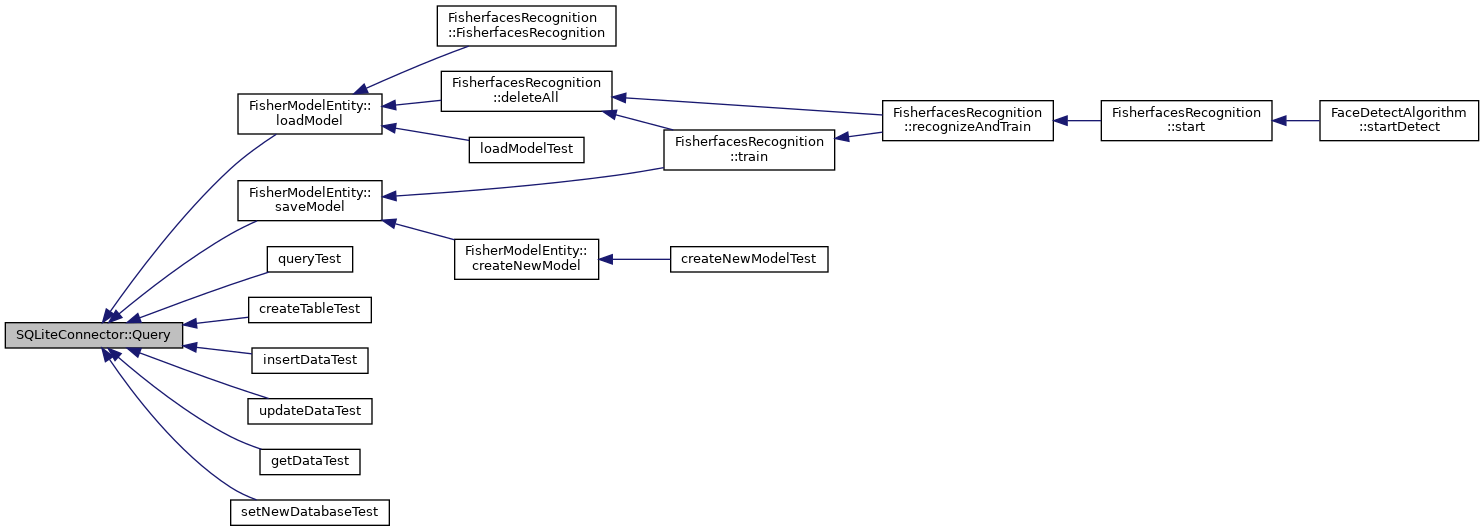 FisherfacesRecognition
::FisherfacesRecognition
FisherfacesRecognition
::deleteAll
FisherModelEntity::
loadModel
FisherfacesRecognition
::recognizeAndTrain
FisherfacesRecognition
::start
FaceDetectAlgorithm
::startDetect
loadModelTest
FisherfacesRecognition
::train
FisherModelEntity::
saveModel
FisherModelEntity::
createNewModel
createNewModelTest
queryTest
createTableTest
SQLiteConnector::Query
insertDataTest
updateDataTest
getDataTest
setNewDatabaseTest